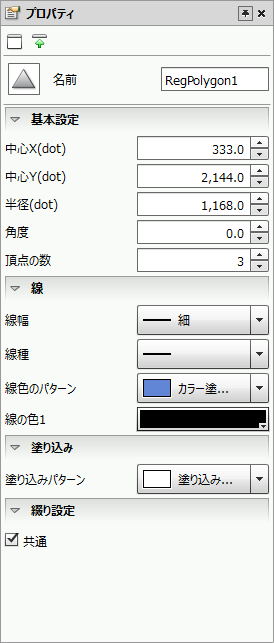 プロパティ
名前 RegPolygon1
基本設定
中心X(dot) 333.0
中心Y(dot) 2,144.0
半径(dot) 1,168.0
角度 0.0
頂点の数 3
線
線幅 細
線種
線色のパターン カラー塗...
線の色1
塗り込み
塗り込みパターン 塗り込み...
綴り設定
共通